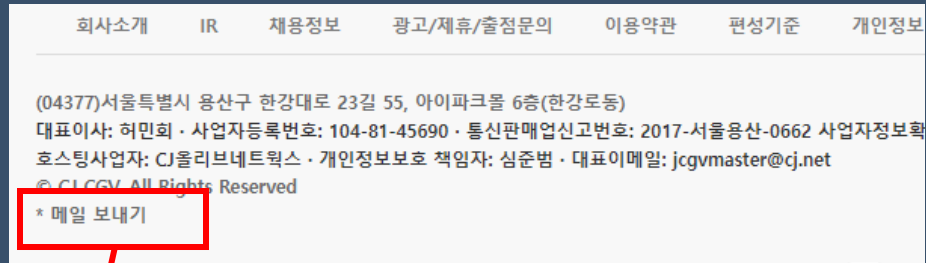 회사소개 IR 채용정보 광고/제휴/출점문의 이용약관 편성기준 개인정보
(04377)서울특별시 용산구 한강대로 23길 55, 아이파크몰 6층(한강로동)
대표이사: 허민회 · 사업자등록번호: 104-81-45690 · 통신판매업신고번호: 2017-서울용산-0662 사업자정보확
호스팅사업자: CJ올리브네트웍스 · 개인정보보호 책임자: 심준범 · 대표이메일: jcgvmaster@cj.net
© CJ CGV. All Rights Reserved
* 메일 보내기